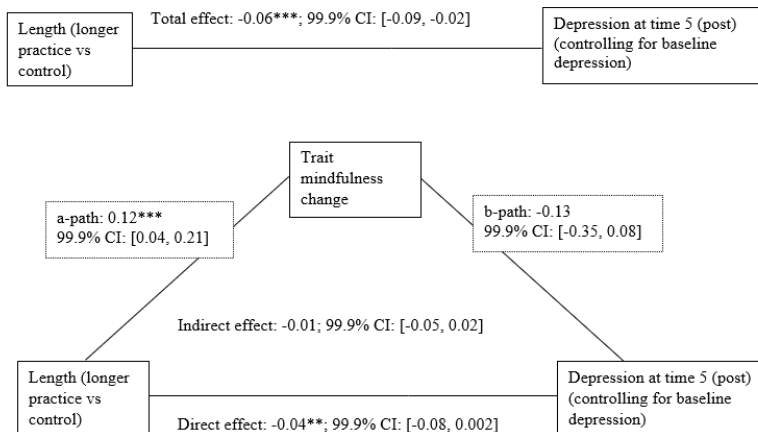 Total effect: -0.06***; 99.9% CI: [-0.09, -0.02]
Length (longer
practice vs
control)
Depression at time 5 (post)
(controlling for baseline
depression)
Trait
mindfulness
change
a-path: 0.12***
99.9% CI: [0.04, 0.21]
b-path: -0.13
99.9% CI: [-0.35, 0.08]
Indirect effect: -0.01; 99.9% CI: [-0.05, 0.02]
Length (longer
practice vs
control)
Depression at time 5 (post)
(controlling for baseline
depression)
Direct effect: -0.04**; 99.9% CI: [-0.08, 0.002]